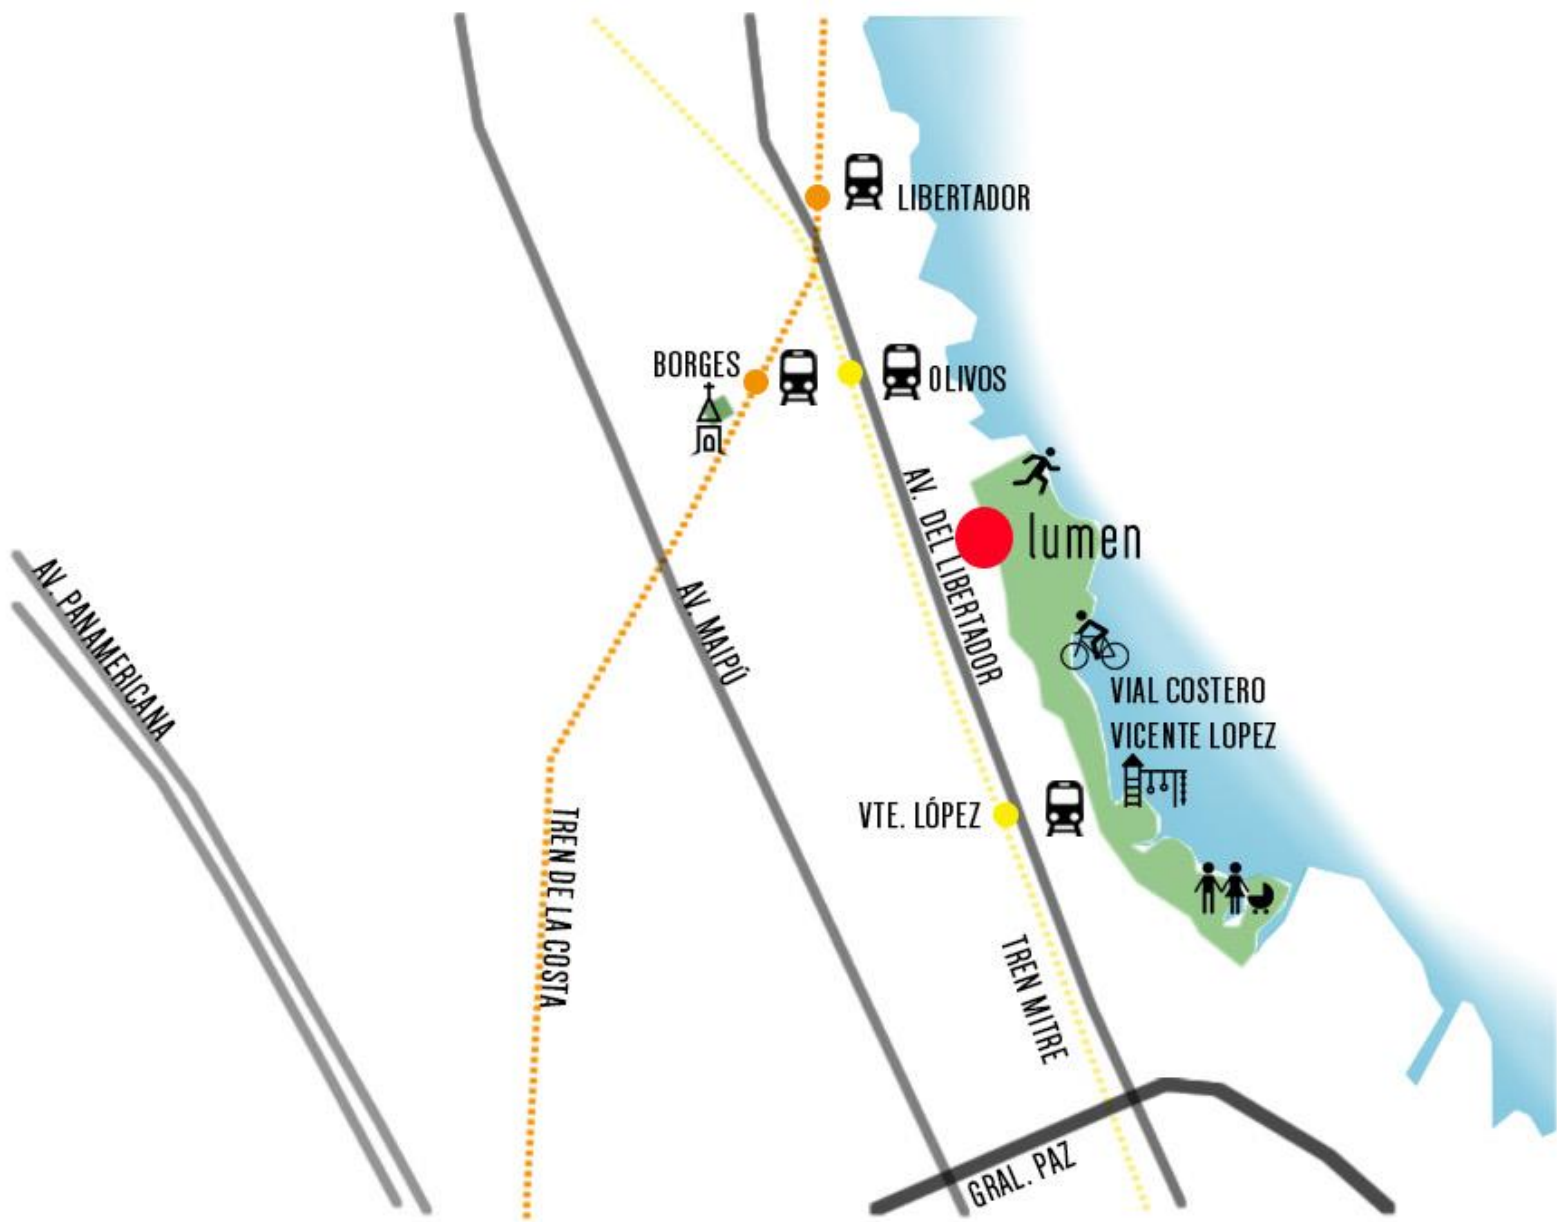 LIBERTADOR
BORGES
OLIVOS
AV. DEL LIBERTADOR
lumen
AV. PANAMERICANA
AV. MAIPÚ
VIAL COSTERO
VICENTE LOPEZ
VTE. LÓPEZ
TREN DE LA COSTA
TREN MITRE
GRAL. PAZ